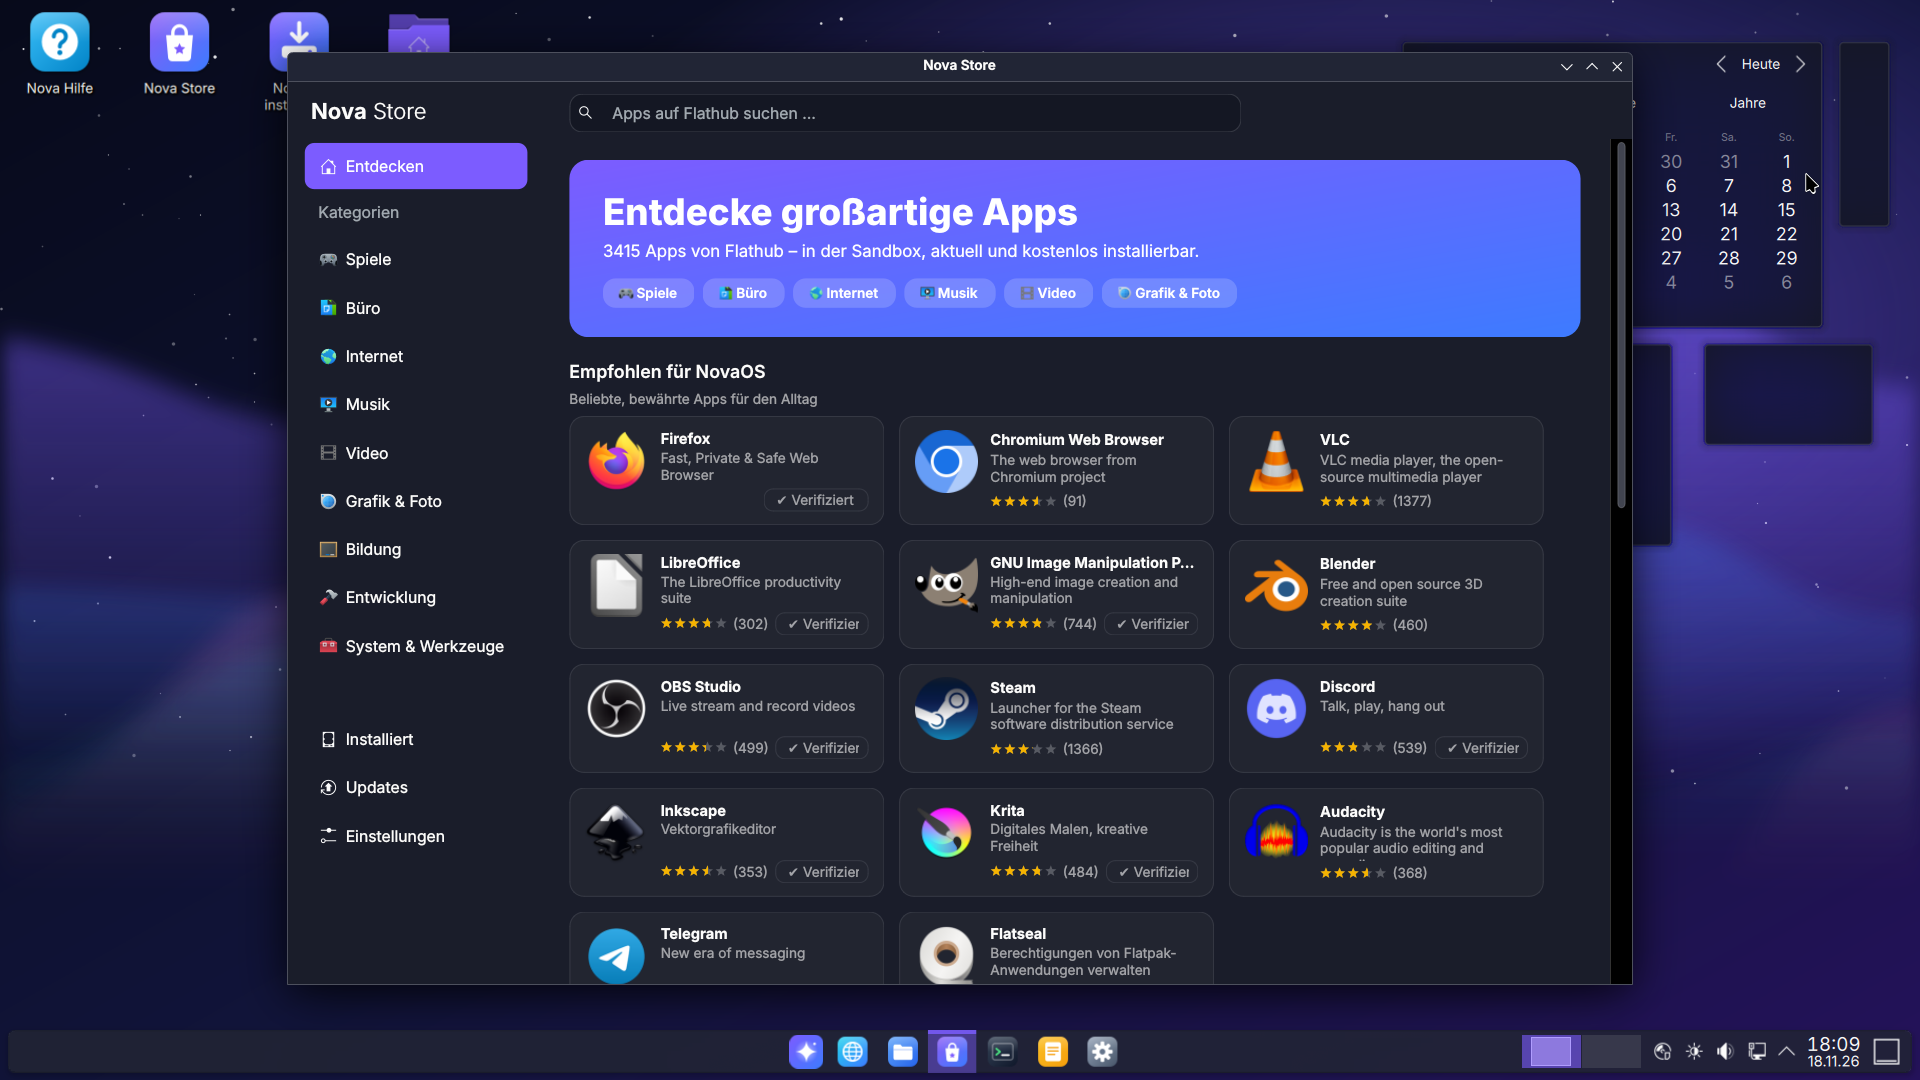 Nova Hilfe
Nova Store
inst
Nova Store
Nova Store
Apps auf Flathub suchen ...
Entdecken
Kategorien
Spiele
Büro
Internet
Musik
Video
Grafik & Foto
Bildung
Entwicklung
System & Werkzeuge
Installiert
Updates
Einstellungen
Entdecke großartige Apps
3415 Apps von Flathub – in der Sandbox, aktuell und kostenlos installierbar.
Spiele Büro Internet Musik Video Grafik & Foto
Empfohlen für NovaOS
Beliebte, bewährte Apps für den Alltag
Firefox
Fast, Private & Safe Web
Browser
✔ Verifiziert
Chromium Web Browser
The web browser from
Chromium project
(91)
VLC
VLC media player, the open-
source multimedia player
(1377)
LibreOffice
The LibreOffice productivity
suite
(302) ✔ Verifizier
GNU Image Manipulation P...
High-end image creation and
manipulation
(744) ✔ Verifizier
Blender
Free and open source 3D
creation suite
(460)
OBS Studio
Live stream and record videos
(499) ✔ Verifizier
Steam
Launcher for the Steam
software distribution service
(1366)
Discord
Talk, play, hang out
(539) ✔ Verifizier
Inkscape
Vektorgrafikeditor
(353) ✔ Verifizier
Krita
Digitales Malen, kreative
Freiheit
(484) ✔ Verifizier
Audacity
Audacity is the world's most
popular audio editing and
(368)
Telegram
New era of messaging
Flatseal
Berechtigungen von Flatpak-
Anwendungen verwalten
Heute
Jahre
Fr. Sa. So.
30 31 1
6 7 8
13 14 15
20 21 22
27 28 29
4 5 6
18:09
18.11.26